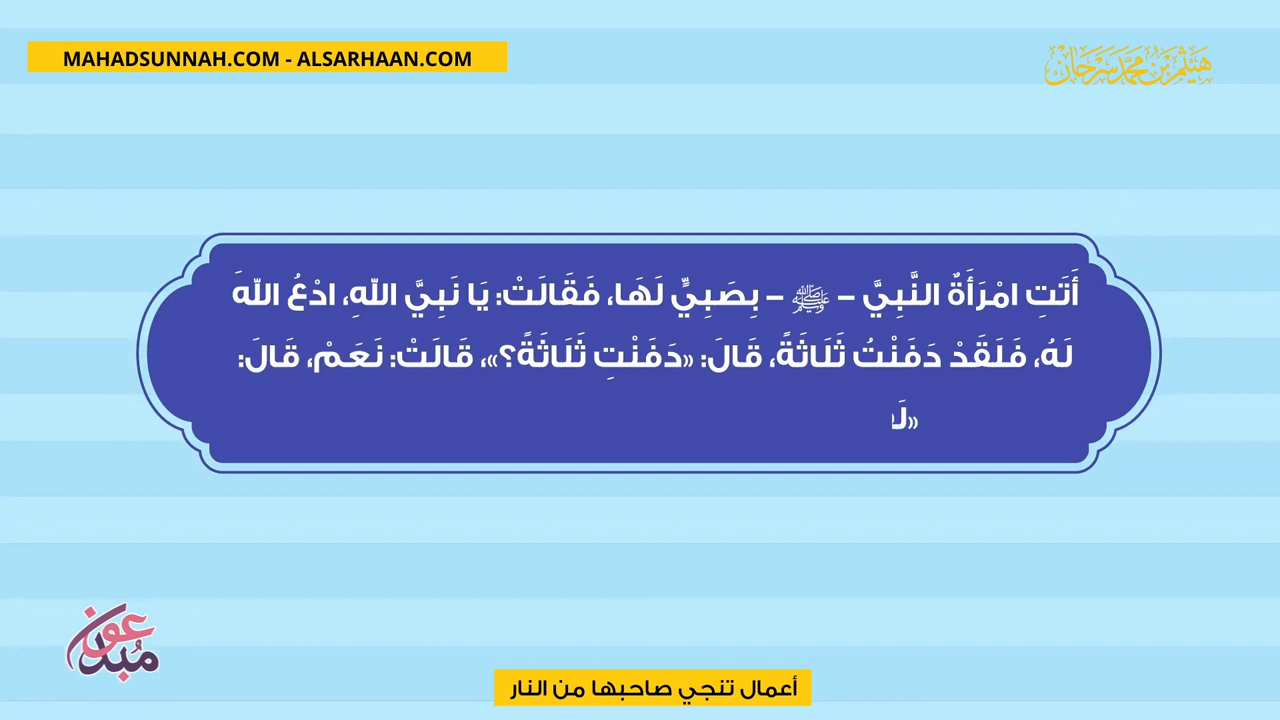 MAHADSUNNAH.COM - ALSARHAAN.COM
هيثم بن محمد سرحان
أَتَتِ امْرَأَةٌ النَّبِيَّ – ﷺ – بِصَبِيٍّ لَهَا، فَقَالَتْ: يَا نَبِيَّ اللهِ، ادْعُ اللهَ
لَهُ، فَلَقَدْ دَفَنْتُ ثَلَاثَةً، قَالَ: «دَفَنْتِ ثَلَاثَةً؟»، قَالَتْ: نَعَمْ، قَالَ:
«لَ
مُبدعون
أعمال تنجي صاحبها من النار